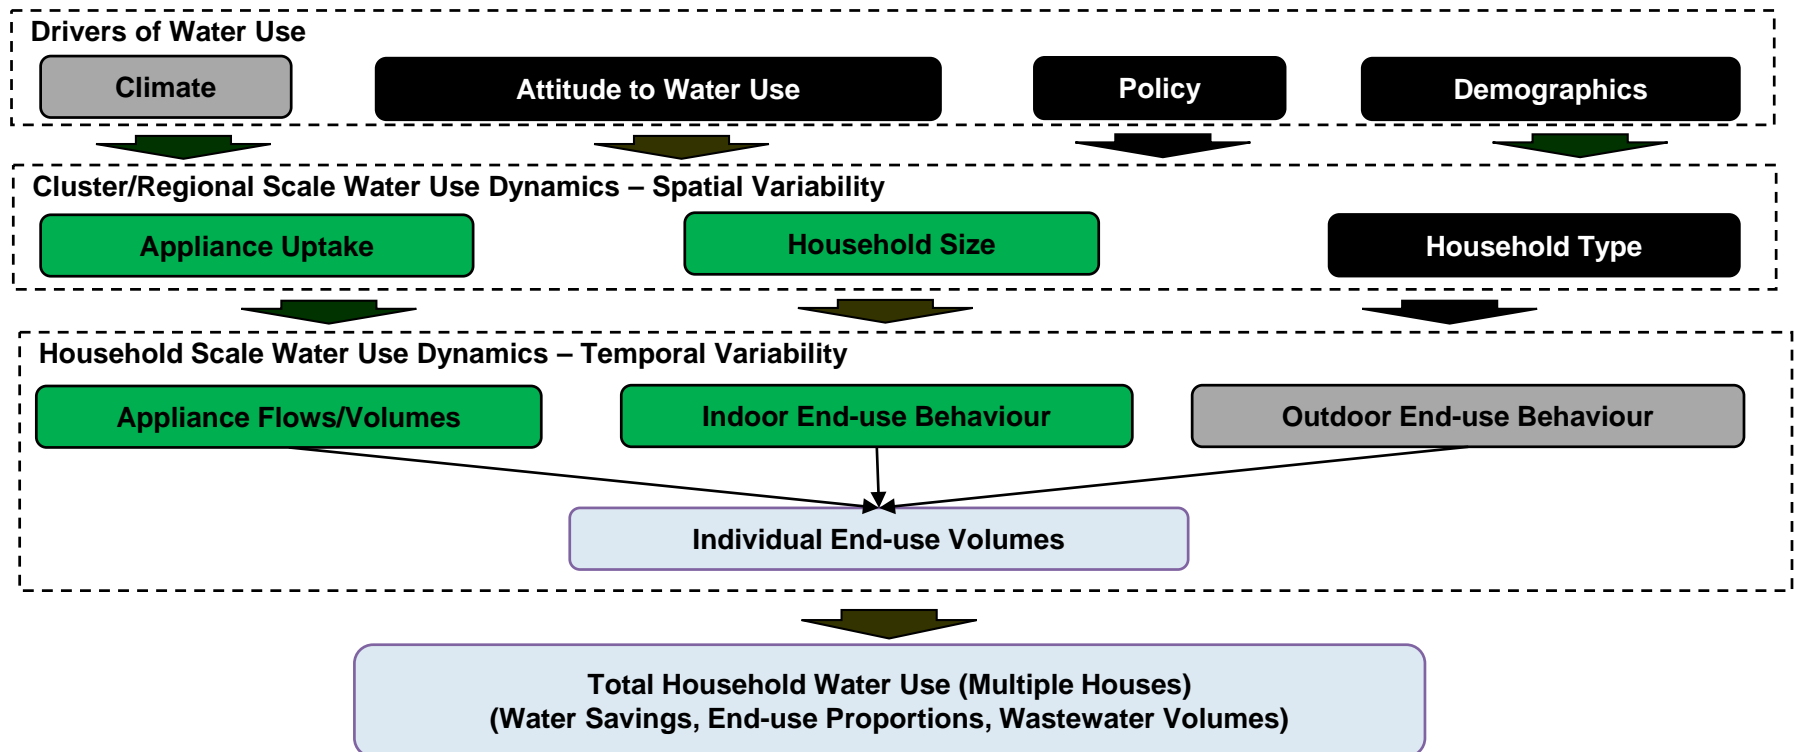 Drivers of Water Use
Climate
Attitude to Water Use
Policy
Demographics
Cluster/Regional Scale Water Use Dynamics – Spatial Variability
Appliance Uptake
Household Size
Household Type
Household Scale Water Use Dynamics – Temporal Variability
Appliance Flows/Volumes
Indoor End-use Behaviour
Outdoor End-use Behaviour
Individual End-use Volumes
Total Household Water Use (Multiple Houses)
(Water Savings, End-use Proportions, Wastewater Volumes)